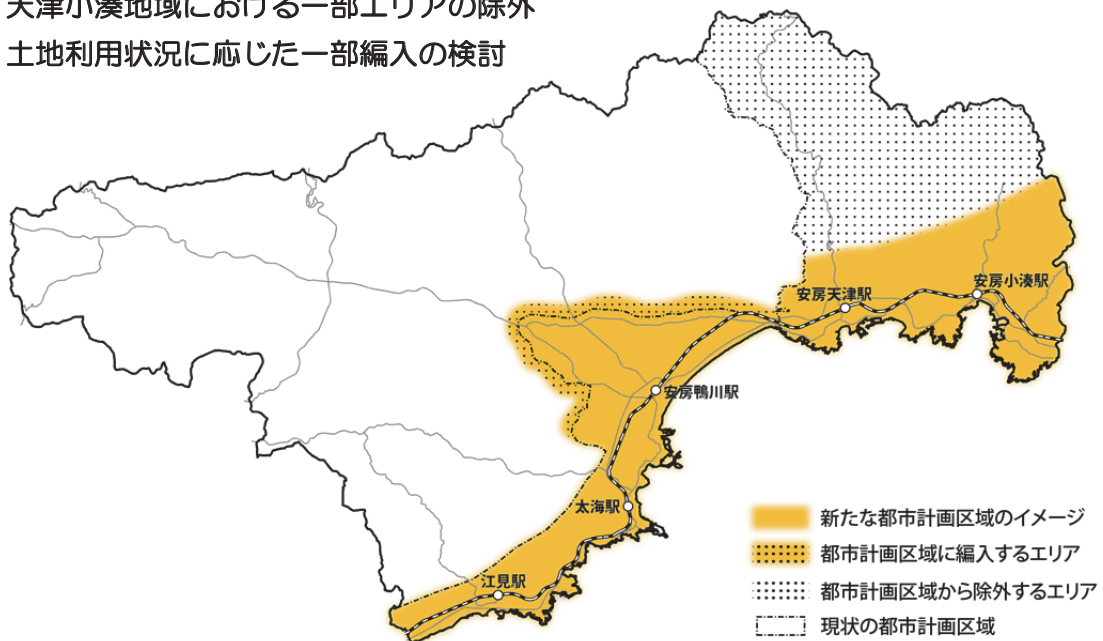 天津小湊地域における一部エリアの除外
土地利用状況に応じた一部編入の検討
安房小湊駅
安房天津駅
安房鴨川駅
太海駅
江見駅
新たな都市計画区域のイメージ
都市計画区域に編入するエリア
都市計画区域から除外するエリア
現状の都市計画区域